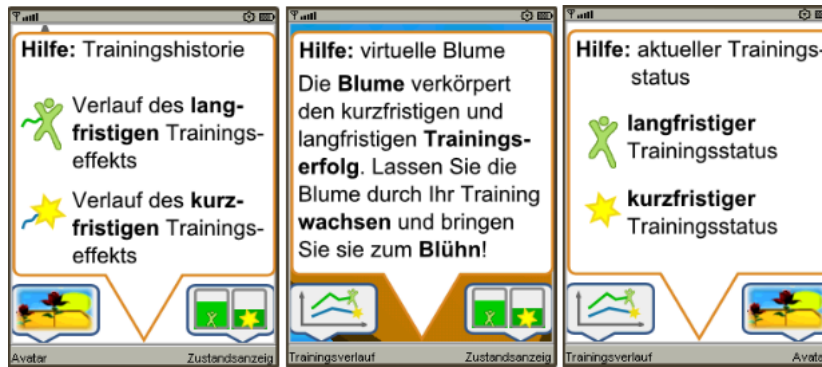 Hilfe: Trainingshistorie
Verlauf des lang-
fristigen Trainings-
effekts
Verlauf des kurz-
fristigen Trainings-
effekts
Avatar
Zustandsanzeig
Hilfe: virtuelle Blume
Die Blume verkörpert
den kurzfristigen und
langfristigen Trainings-
erfolg. Lassen Sie die
Blume durch Ihr Training
wachsen und bringen
Sie sie zum Blühn!
Trainingsverlauf
Zustandsanzeig
Hilfe: aktueller Trainings-
status
langfristiger
Trainingsstatus
kurzfristiger
Trainingsstatus
Trainingsverlauf
Avata